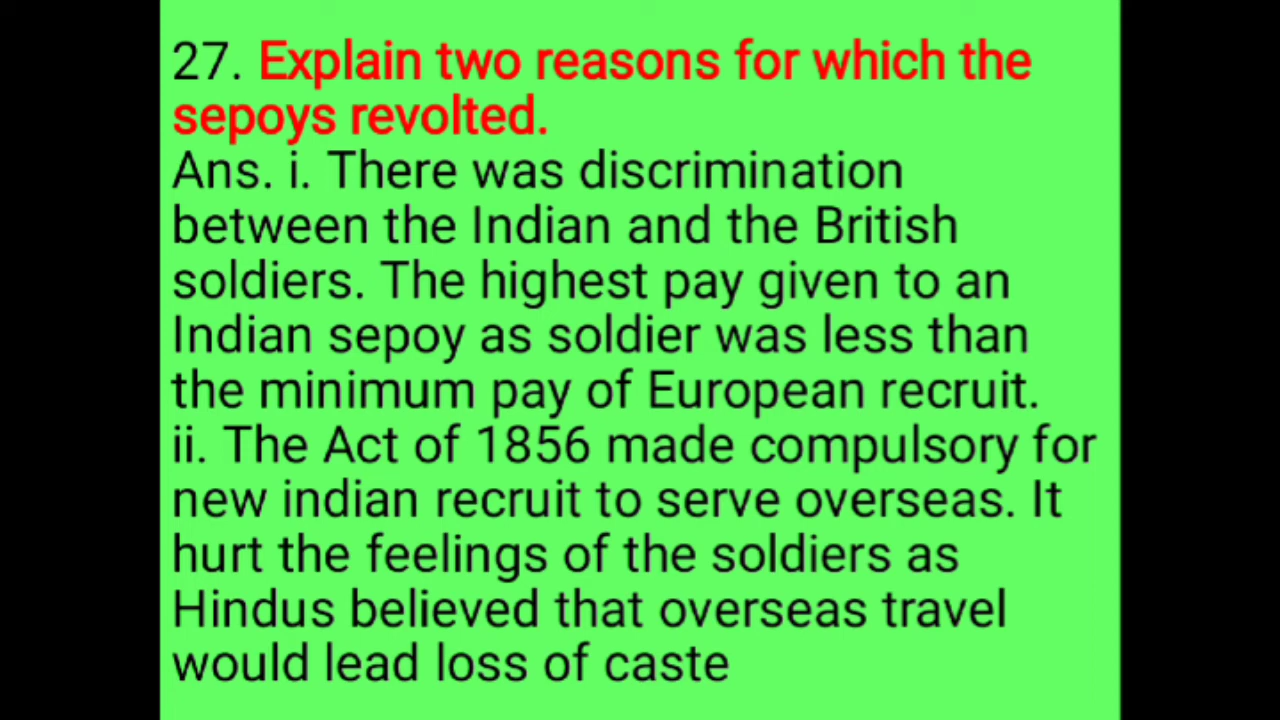 27. Explain two reasons for which the
sepoys revolted.
Ans. i. There was discrimination
between the Indian and the British
soldiers. The highest pay given to an
Indian sepoy as soldier was less than
the minimum pay of European recruit.
ii. The Act of 1856 made compulsory for
new indian recruit to serve overseas. It
hurt the feelings of the soldiers as
Hindus believed that overseas travel
would lead loss of caste